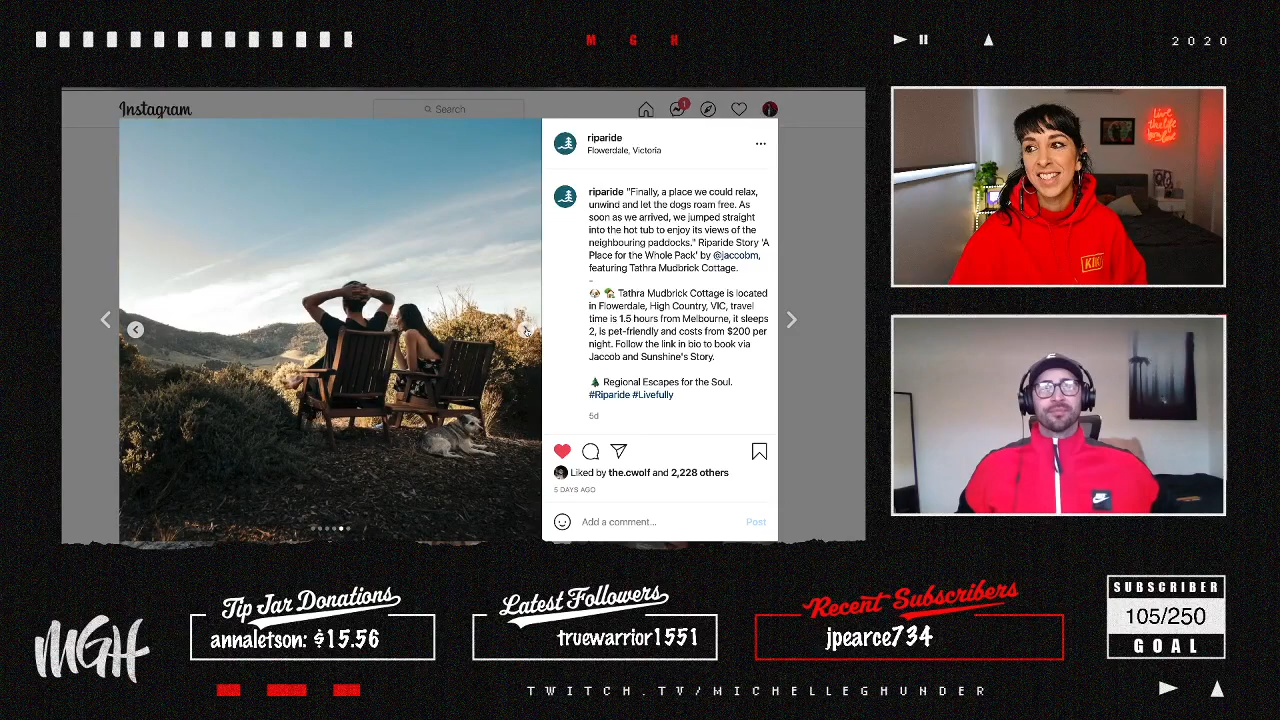 MGH
2020
Instagram
Search
1
riparide
Flowerdale, Victoria
riparide "Finally, a place we could relax,
unwind and let the dogs roam free. As
soon as we arrived, we jumped straight
into the hot tub to enjoy its views of the
neighbouring paddocks." Riparide Story 'A
Place for the Whole Pack' by @jaccobm,
featuring Tathra Mudbrick Cottage.
-
🐶 🏡 Tathra Mudbrick Cottage is located
in Flowerdale, High Country, VIC, travel
time is 1.5 hours from Melbourne, it sleeps
2, is pet-friendly and costs from $200 per
night. Follow the link in bio to book via
Jaccob and Sunshine's Story.
🌲 Regional Escapes for the Soul.
#Riparide #Livefully
5d
Liked by the.cwolf and 2,228 others
5 DAYS AGO
Add a comment...
Post
live
the life
you love
KIKI
Tip Jar Donations
annaletson: $15.56
Latest Followers
truewarrior1551
Recent Subscribers
jpearce734
SUBSCRIBER
105/250
GOAL
MGH
TWITCH.TV/MICHELLEGHUNDER